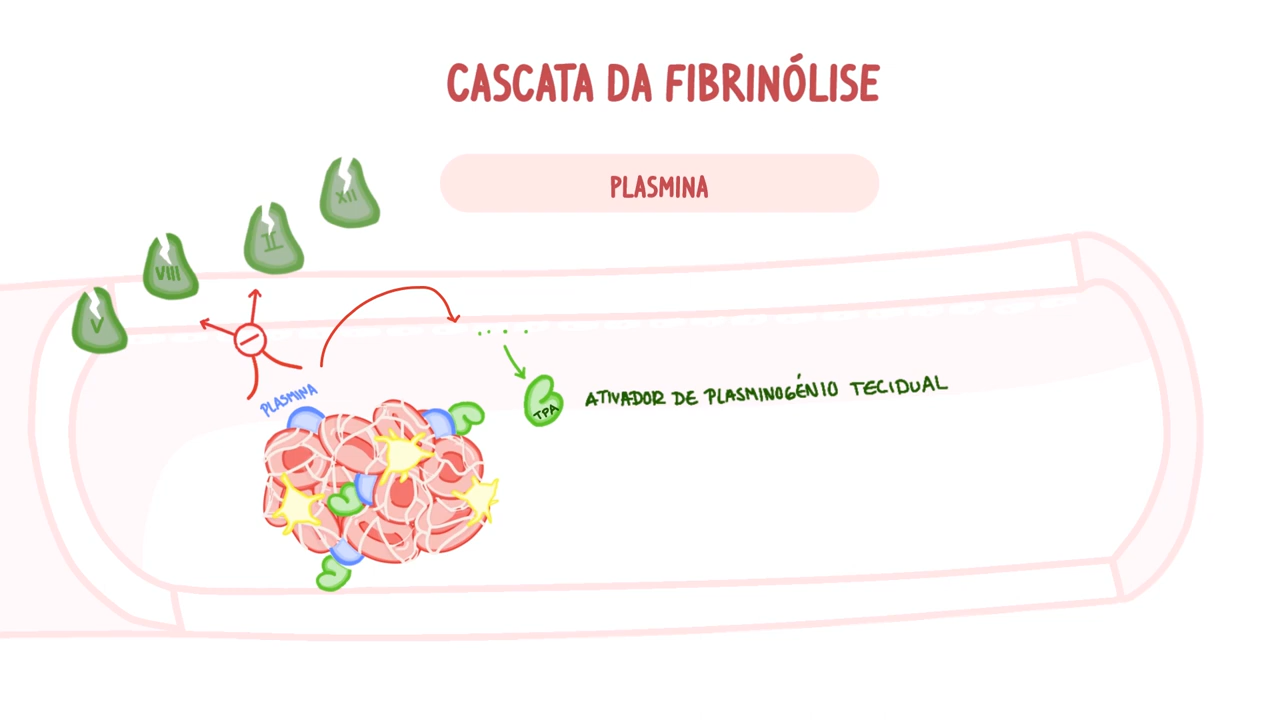 CASCATA DA FIBRINÓLISE
PLASMINA
XII
II
VIII
V
PLASMINA
TPA
ATIVADOR DE PLASMINOGÉNIO TECIDUAL